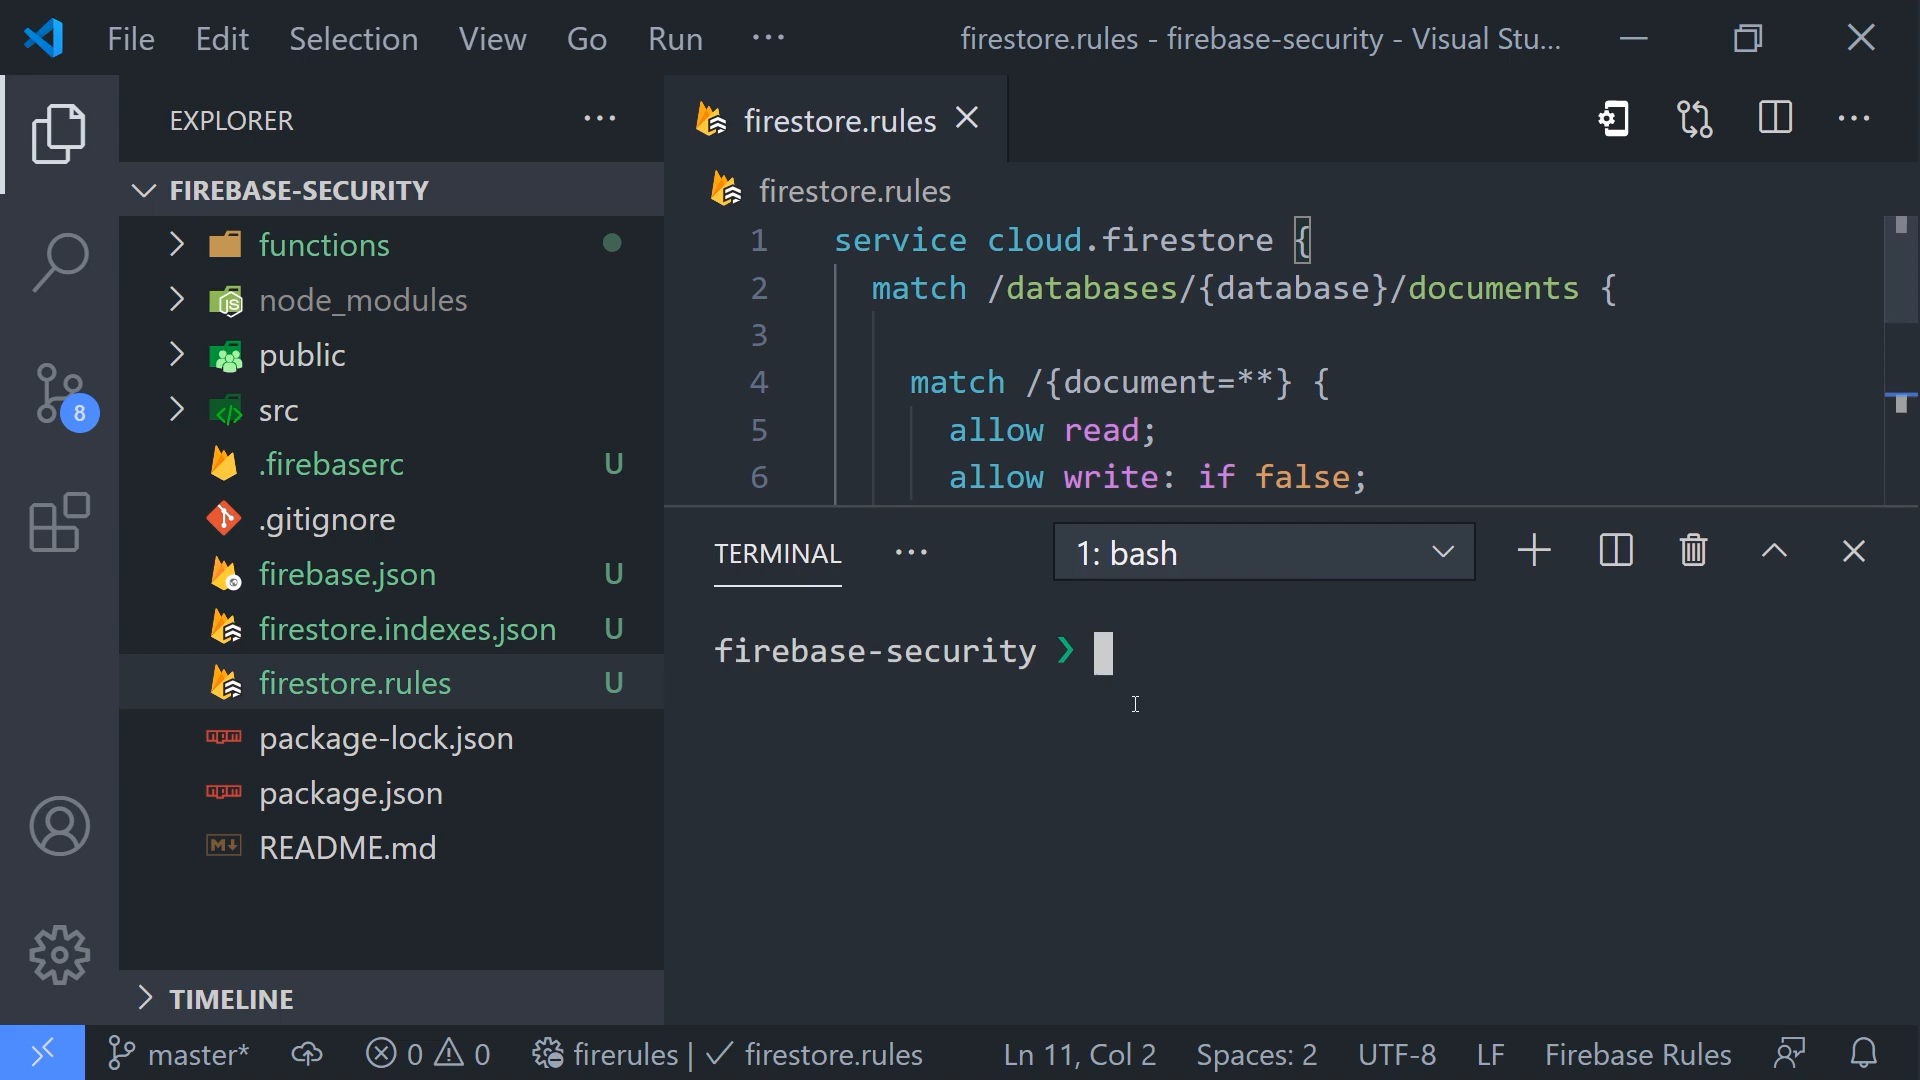 File Edit Selection View Go Run ··· firestore.rules - firebase-security - Visual Stu...
EXPLORER ···
FIREBASE-SECURITY
functions
node_modules
public
src
.firebaserc U
.gitignore
firebase.json U
firestore.indexes.json U
firestore.rules U
package-lock.json
package.json
README.md
TIMELINE
8
JS
M
firestore.rules
firestore.rules
1 service cloud.firestore {
2 match /databases/{database}/documents {
3
4 match /{document=**} {
5 allow read;
6 allow write: if false;
TERMINAL ··· 1: bash
firebase-security ❯
master* 0 0 firerules | ✓ firestore.rules Ln 11, Col 2 Spaces: 2 UTF-8 LF Firebase Rules